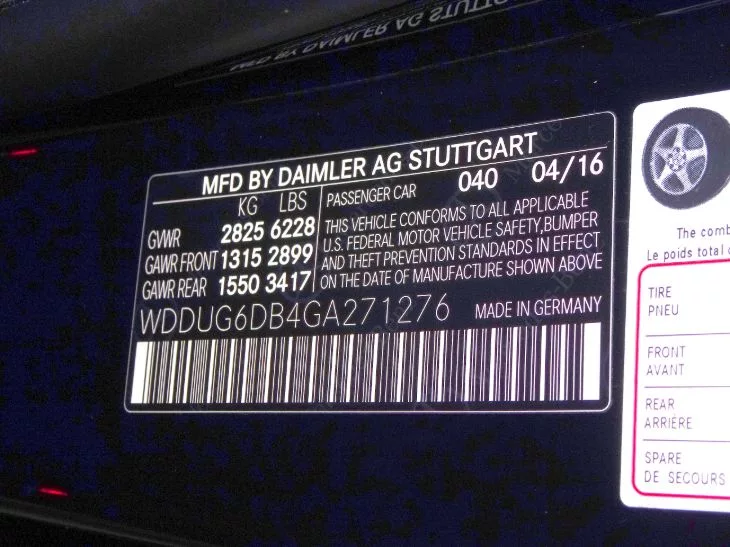 MFD BY DAIMLER AG STUTTGART
KG LBS
GVWR 2825 6228
GAWR FRONT 1315 2899
GAWR REAR 1550 3417
PASSENGER CAR 040 04/16
THIS VEHICLE CONFORMS TO ALL APPLICABLE
U.S. FEDERAL MOTOR VEHICLE SAFETY,BUMPER
AND THEFT PREVENTION STANDARDS IN EFFECT
ON THE DATE OF MANUFACTURE SHOWN ABOVE
WDDUG6DB4GA271276 MADE IN GERMANY
The comb
Le poids total
TIRE
PNEU
FRONT
AVANT
REAR
ARRIÈRE
SPARE
DE SECOURS